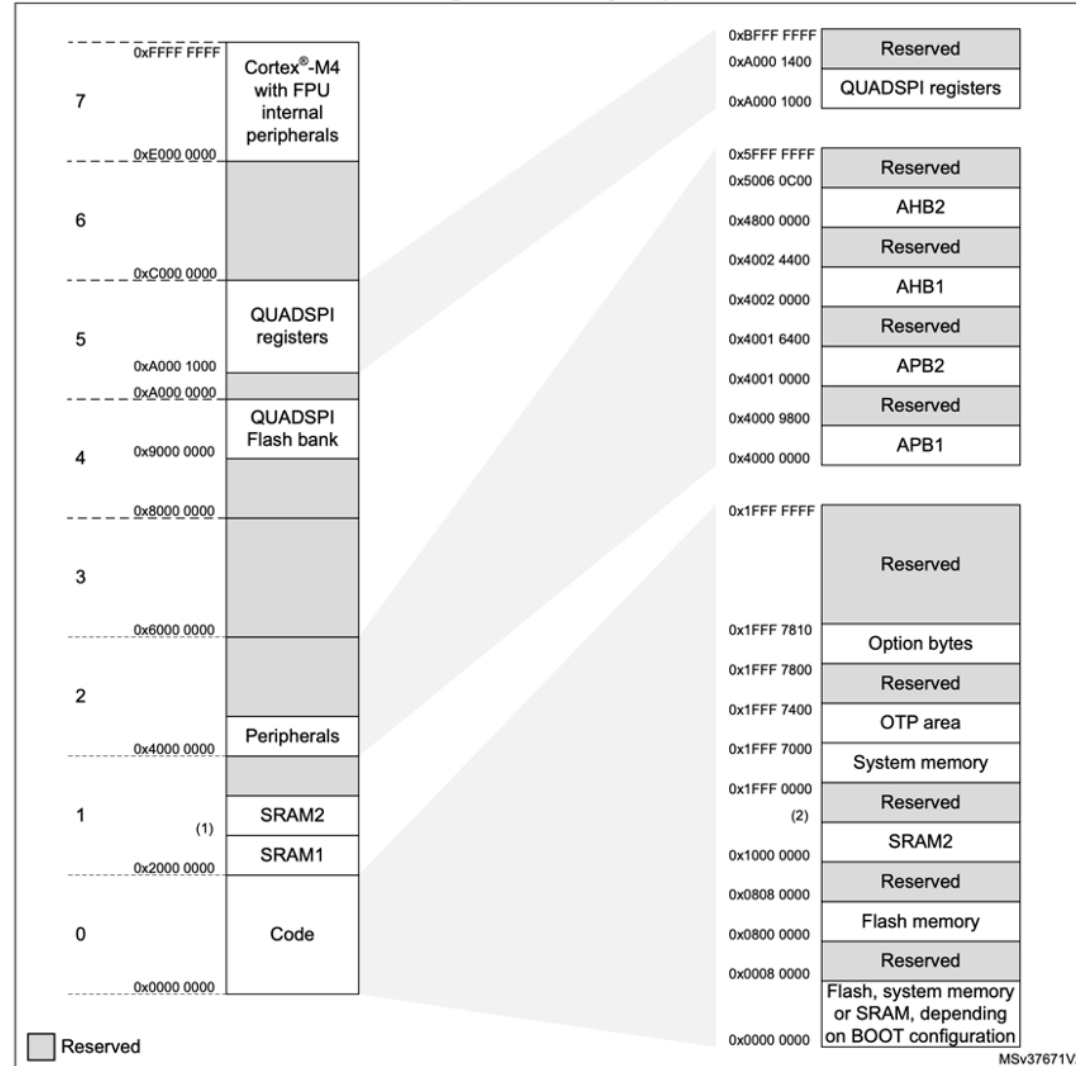 0xFFFF FFFF
Cortex®-M4
with FPU
internal
peripherals
7
0xE000 0000
6
0xC000 0000
QUADSPI
registers
5
0xA000 1000
0xA000 0000
QUADSPI
Flash bank
4
0x9000 0000
0x8000 0000
3
0x6000 0000
2
Peripherals
0x4000 0000
1
SRAM2
(1)
SRAM1
0x2000 0000
0
Code
0x0000 0000
Reserved
0xBFFF FFFF
Reserved
0xA000 1400
QUADSPI registers
0xA000 1000
0x5FFF FFFF
Reserved
0x5006 0C00
AHB2
0x4800 0000
Reserved
0x4002 4400
AHB1
0x4002 0000
Reserved
0x4001 6400
APB2
0x4001 0000
Reserved
0x4000 9800
APB1
0x4000 0000
0x1FFF FFFF
Reserved
0x1FFF 7810
Option bytes
0x1FFF 7800
Reserved
0x1FFF 7400
OTP area
0x1FFF 7000
System memory
0x1FFF 0000
Reserved
(2)
SRAM2
0x1000 0000
Reserved
0x0808 0000
Flash memory
0x0800 0000
Reserved
0x0008 0000
Flash, system memory
or SRAM, depending
on BOOT configuration
0x0000 0000